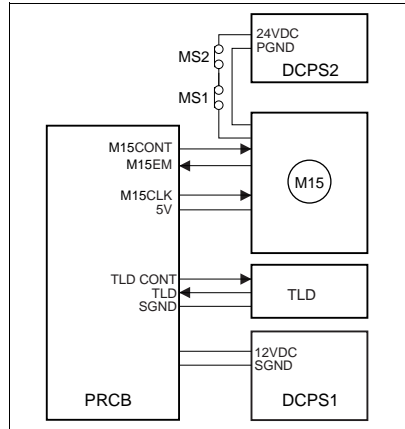 24VDC
PGND
DCPS2
MS2
MS1
M15CONT
M15EM
M15CLK
5V
M15
TLD CONT
TLD
SGND
TLD
12VDC
SGND
PRCB
DCPS1